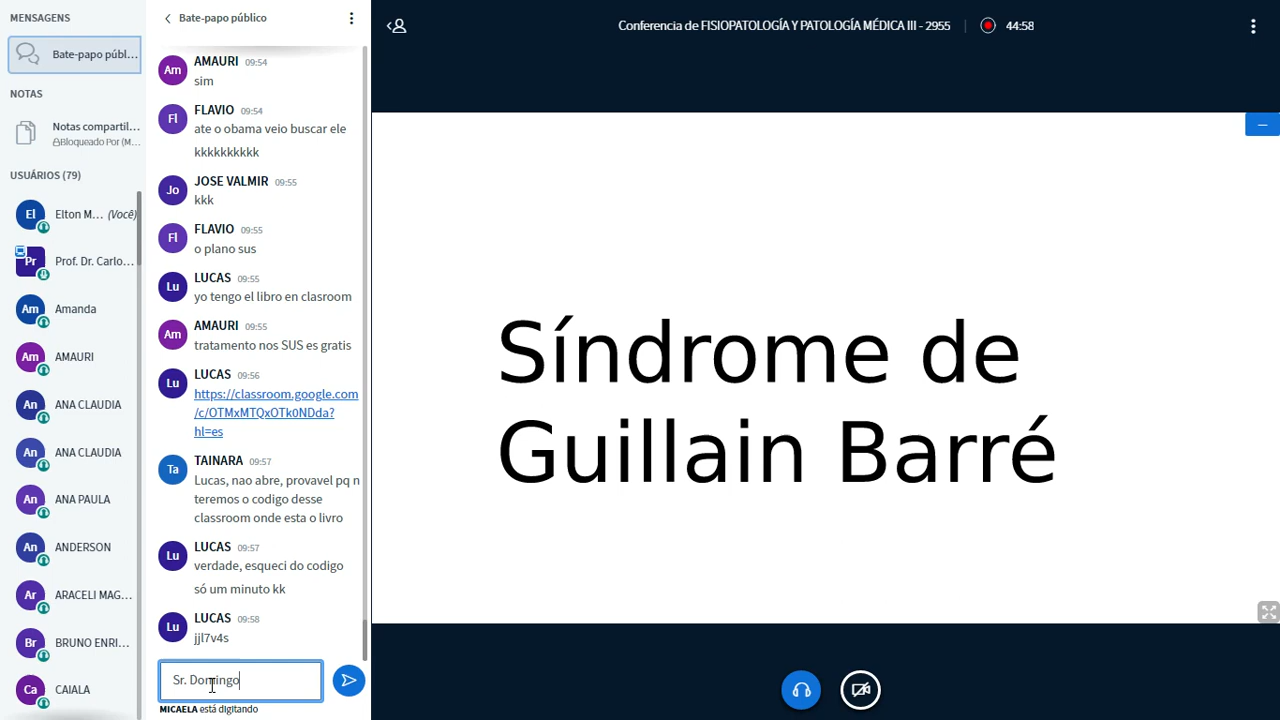 MENSAGENS
Bate-papo públ...
NOTAS
Notas compartil...
Bloqueado Por (M...
USUÁRIOS (79)
El
Elton M... (Você)
Pr
Prof. Dr. Carlo...
Am
Amanda
Am
AMAURI
An
ANA CLAUDIA
An
ANA CLAUDIA
An
ANA PAULA
An
ANDERSON
Ar
ARACELI MAG...
Br
BRUNO ENRI...
Ca
CAIALA
Bate-papo público
Am
AMAURI 09:54
sim
Fl
FLAVIO 09:54
ate o obama veio buscar ele
kkkkkkkkkk
Jo
JOSE VALMIR 09:55
kkk
Fl
FLAVIO 09:55
o plano sus
Lu
LUCAS 09:55
yo tengo el libro en clasroom
Am
AMAURI 09:55
tratamento nos SUS es gratis
Lu
LUCAS 09:56
https://classroom.google.com
/c/OTMxMTQxOTk0NDda?
hl=es
Ta
TAINARA 09:57
Lucas, nao abre, provavel pq n
teremos o codigo desse
classroom onde esta o livro
Lu
LUCAS 09:57
verdade, esqueci do codigo
só um minuto kk
Lu
LUCAS 09:58
jjl7v4s
Sr. Domingo
MICAELA está digitando
Conferencia de FISIOPATOLOGÍA Y PATOLOGÍA MÉDICA III - 2955
44:58
Síndrome de
Guillain Barré